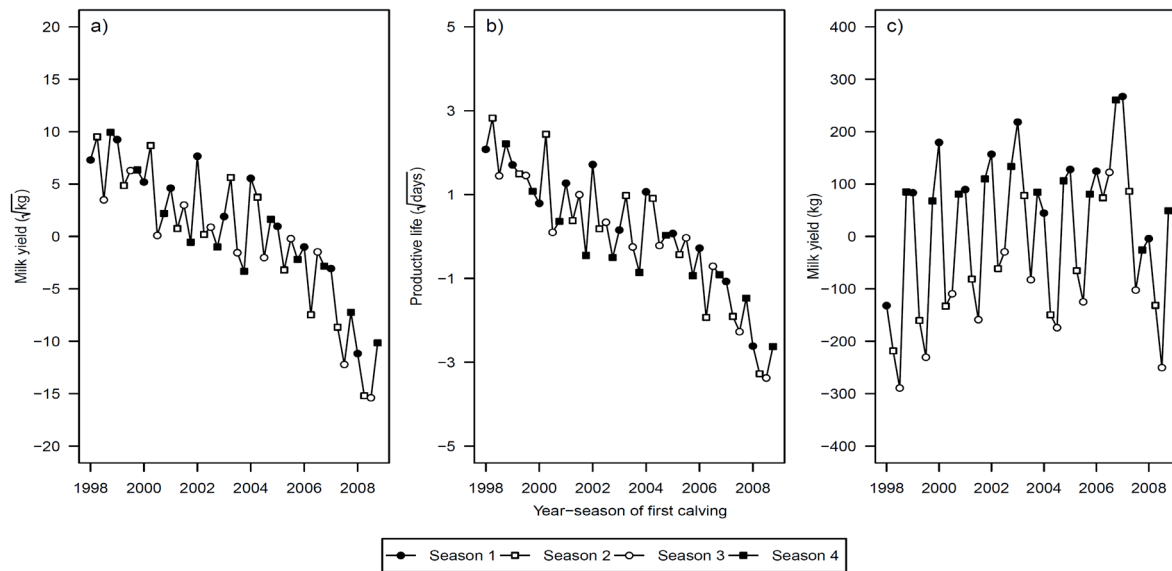 a)
20
15
10
5
0
−5
−10
−15
−20
Milk yield (√kg)
1998 2000 2002 2004 2006 2008
b)
5
3
1
−1
−3
−5
Productive life (√days)
1998 2000 2002 2004 2006 2008
c)
400
300
200
100
0
−100
−200
−300
−400
Milk yield (kg)
1998 2000 2002 2004 2006 2008
Year−season of first calving
Season 1 Season 2 Season 3 Season 4